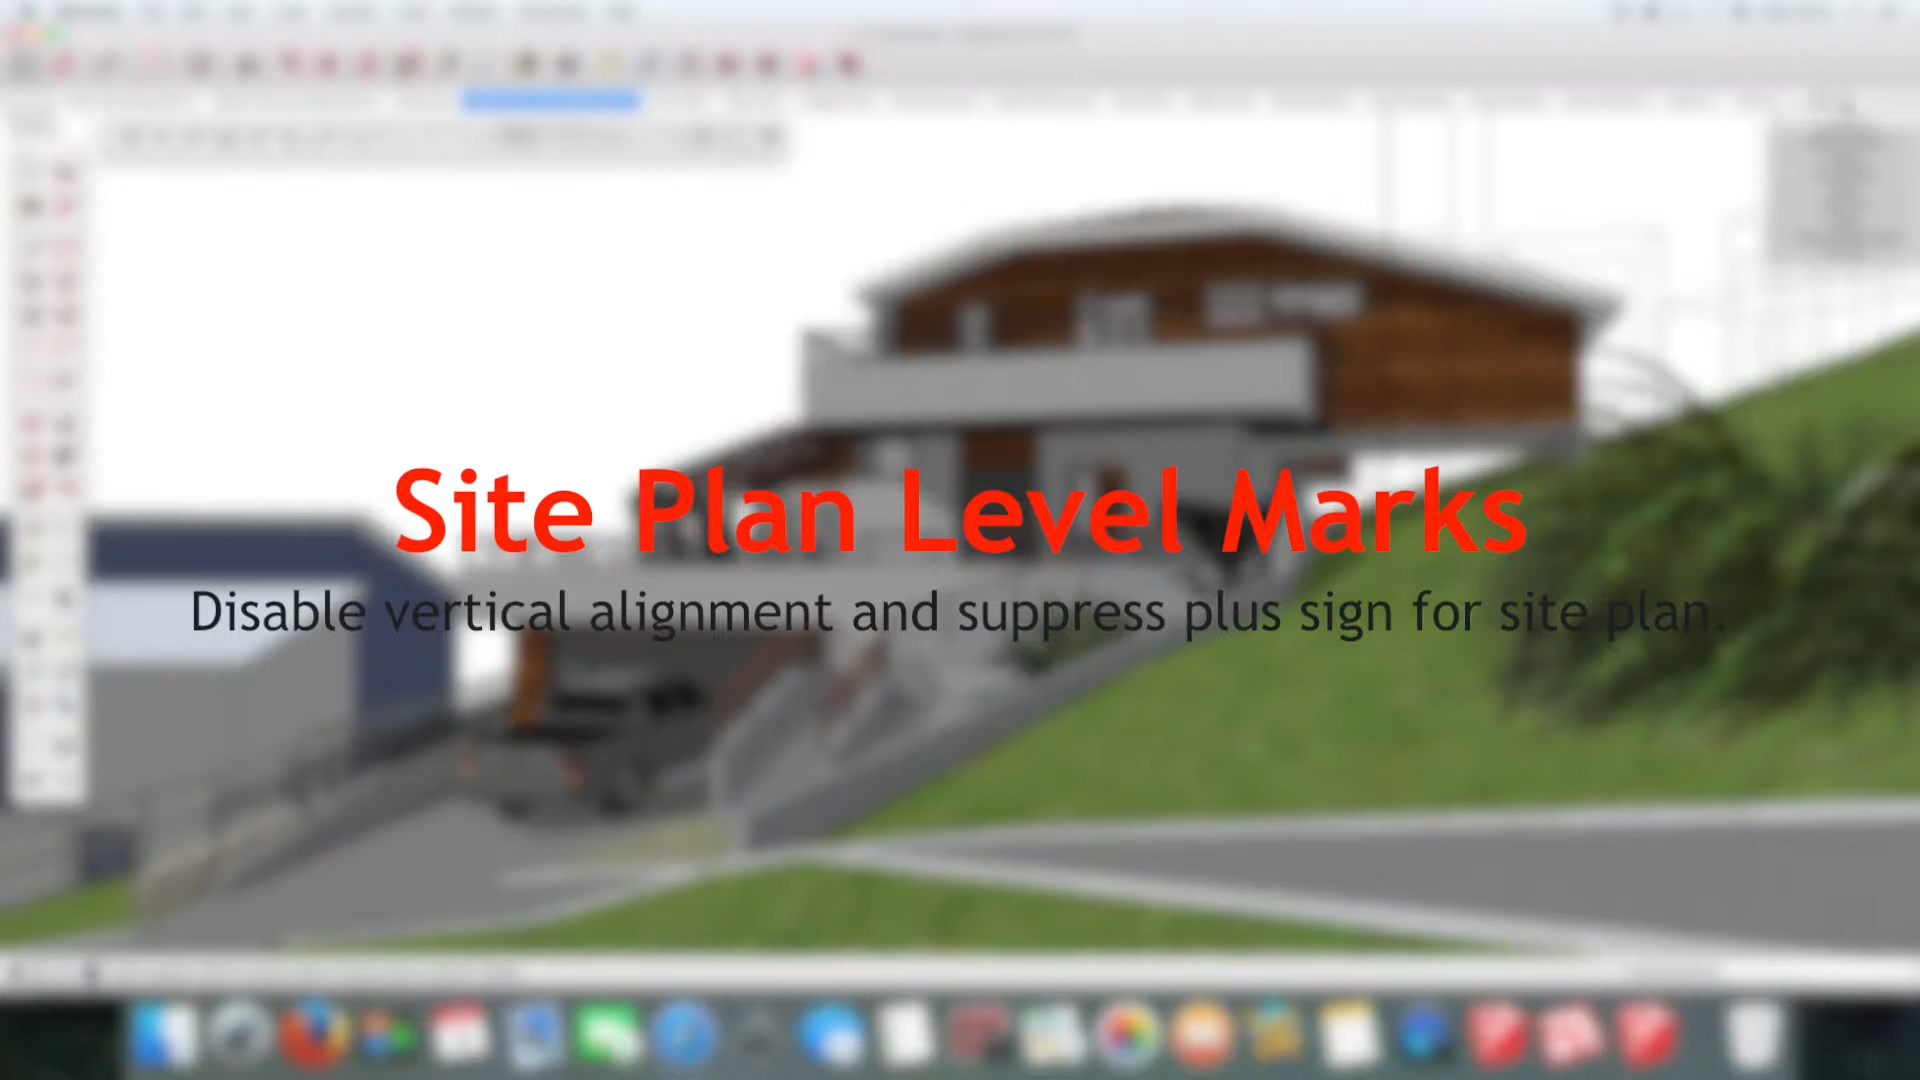 Site Plan Level Marks
Disable vertical alignment and suppress plus sign for site plan.